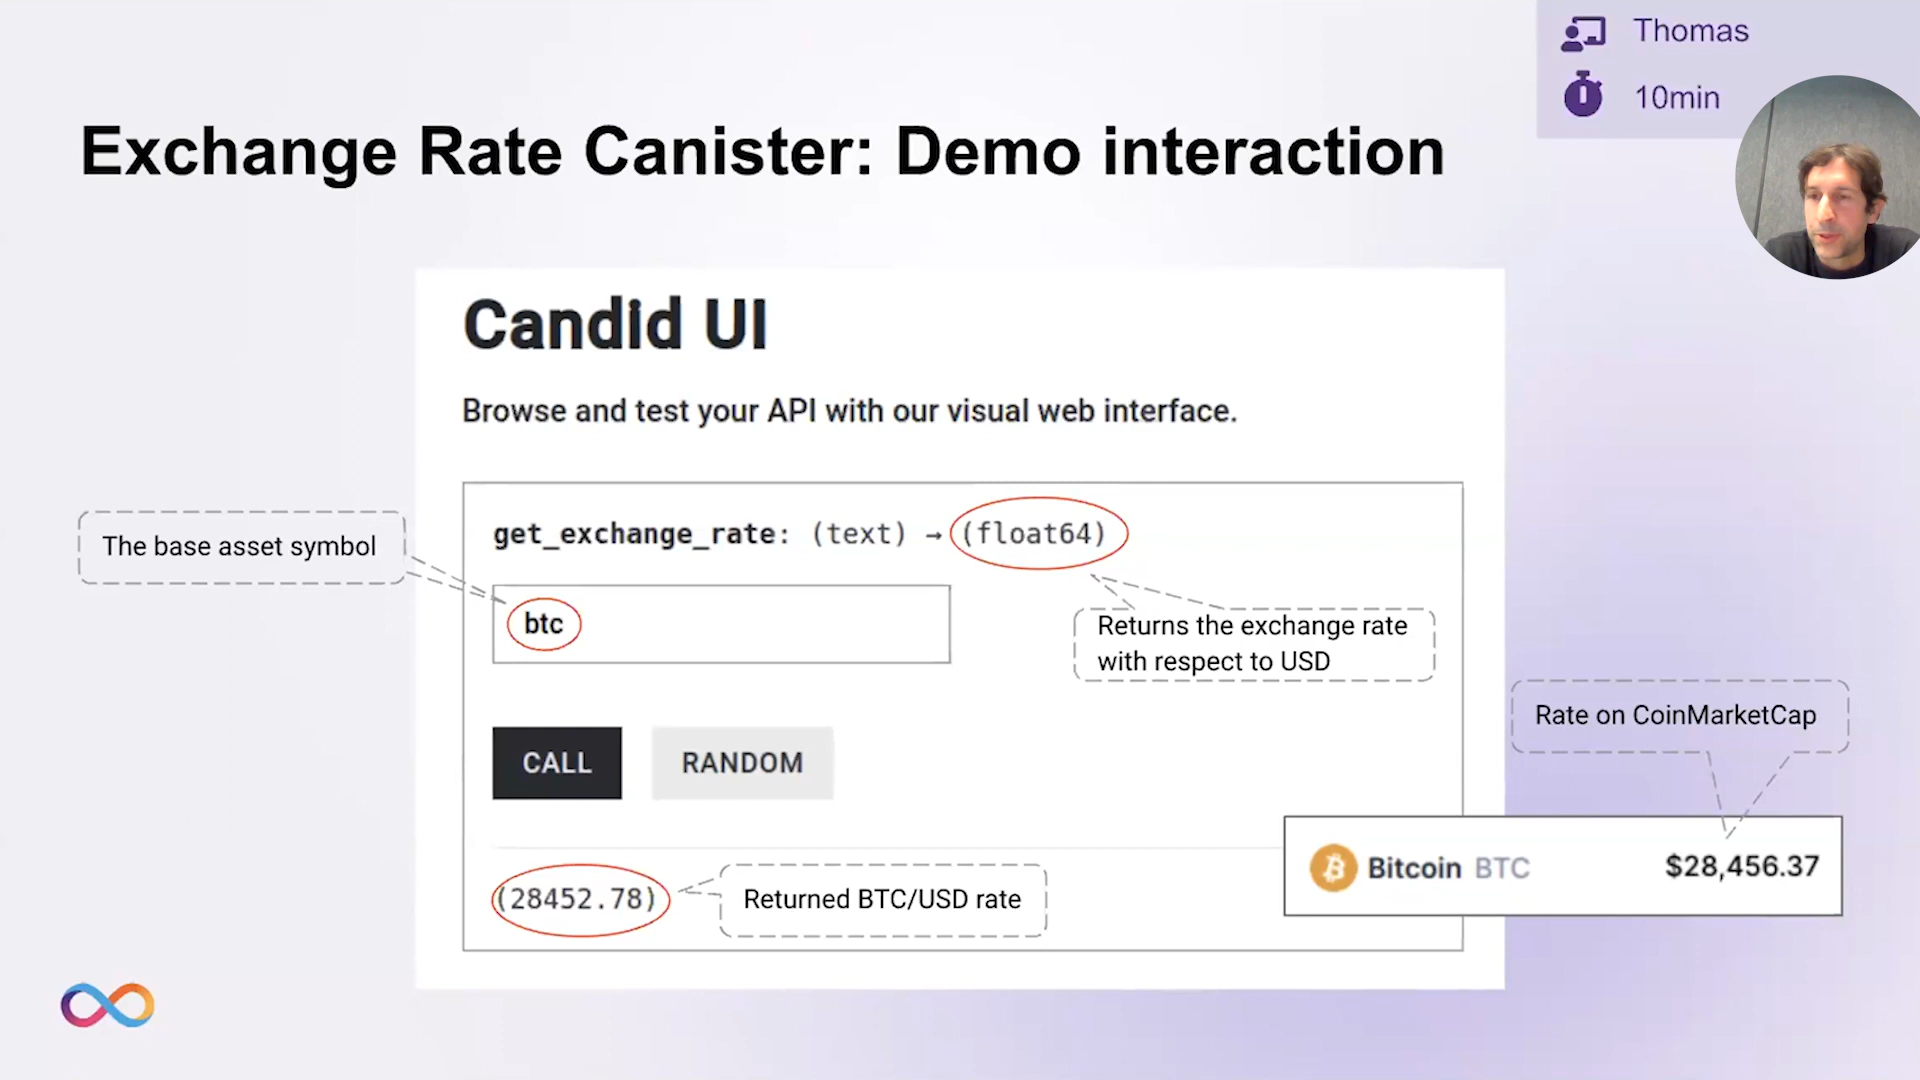 Thomas
10min
Exchange Rate Canister: Demo interaction
Candid UI
Browse and test your API with our visual web interface.
The base asset symbol
get_exchange_rate: (text) → (float64)
btc
Returns the exchange rate
with respect to USD
Rate on CoinMarketCap
CALL
RANDOM
Bitcoin BTC
$28,456.37
(28452.78)
Returned BTC/USD rate